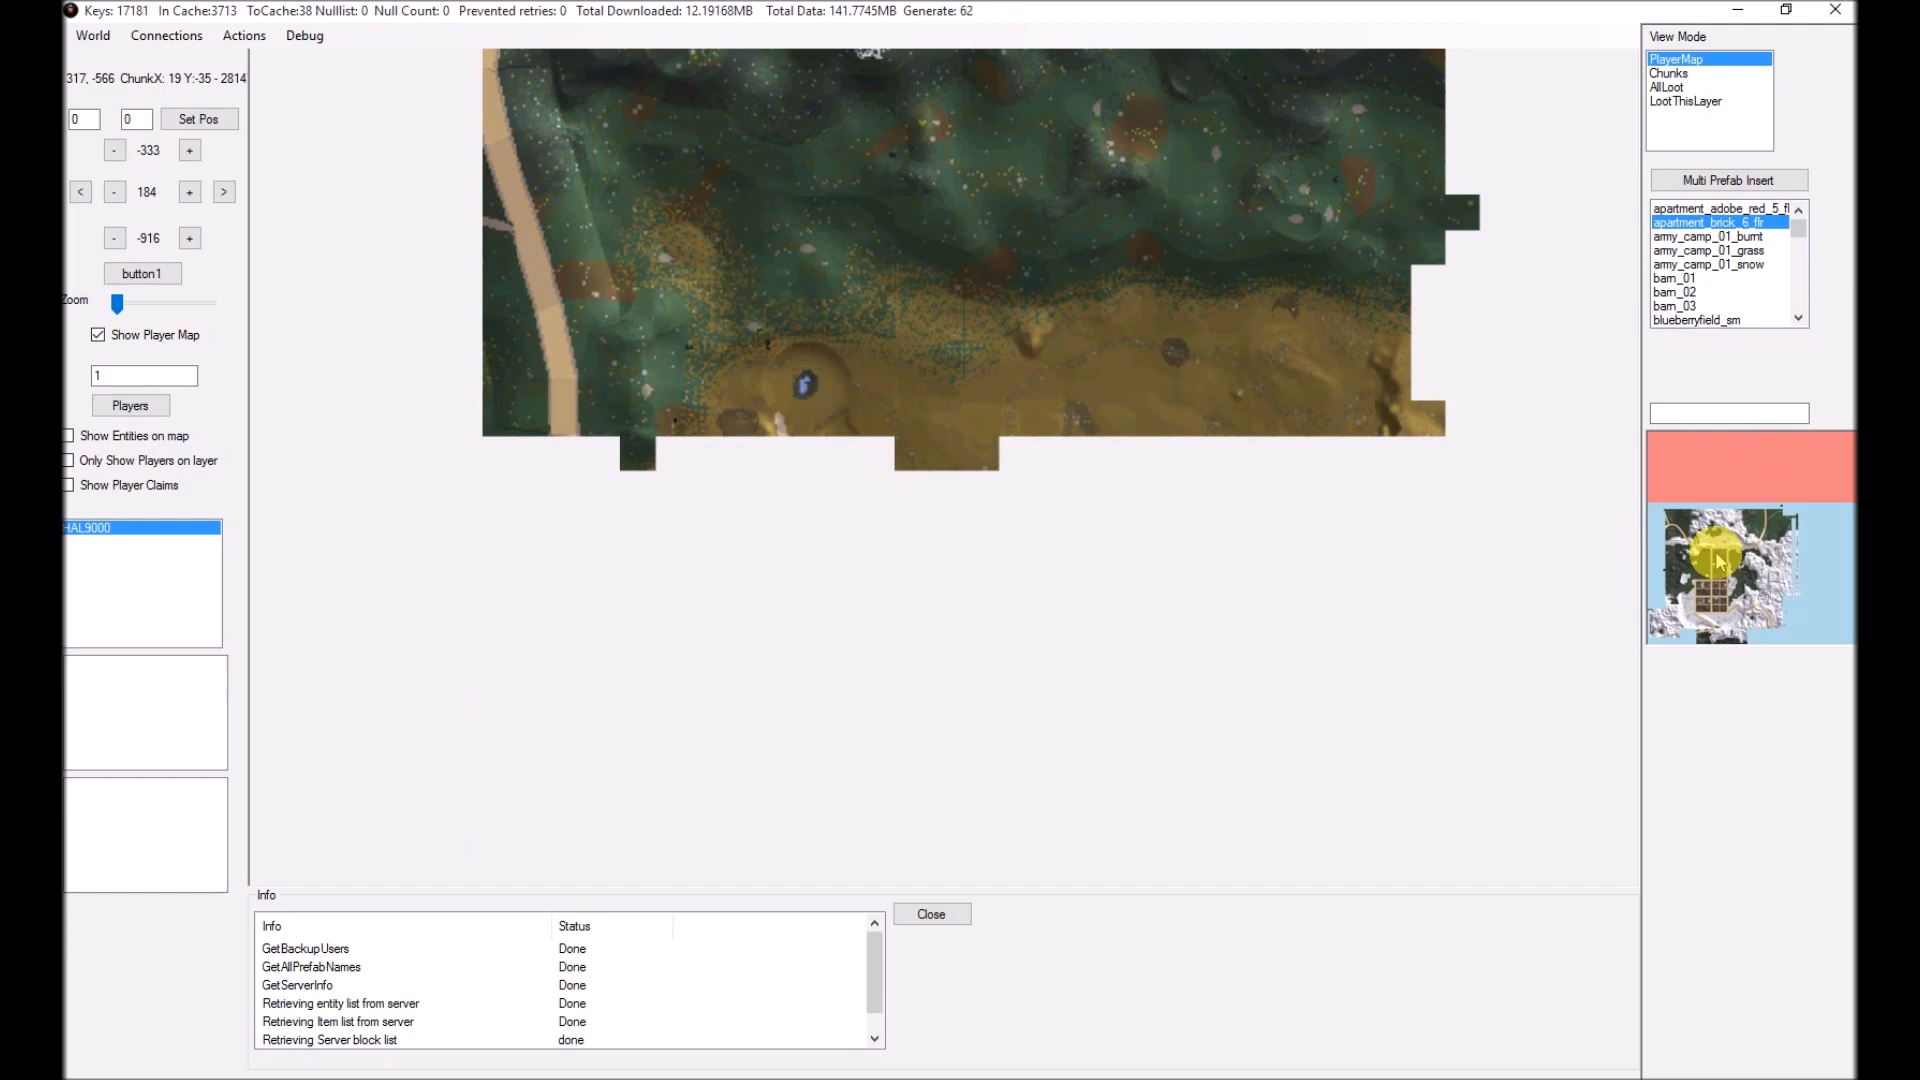 Keys: 17181 In Cache:3713 ToCache:38 Nulllist: 0 Null Count: 0 Prevented retries: 0 Total Downloaded: 12.19168MB Total Data: 141.7745MB Generate: 62
World Connections Actions Debug
317, -566 ChunkX: 19 Y:-35 - 2814
0 0 Set Pos
- -333 +
< - 184 + >
- -916 +
button1
Zoom
Show Player Map
1
Players
Show Entities on map
Only Show Players on layer
Show Player Claims
HAL9000
View Mode
PlayerMap
Chunks
AllLoot
LootThisLayer
Multi Prefab Insert
apartment_adobe_red_5_fl
apartment_brick_6_flr
army_camp_01_burnt
army_camp_01_grass
army_camp_01_snow
barn_01
barn_02
barn_03
blueberryfield_sm
Info
Close
Info Status
GetBackupUsers Done
GetAllPrefabNames Done
GetServerInfo Done
Retrieving entity list from server Done
Retrieving Item list from server Done
Retrieving Server block list done